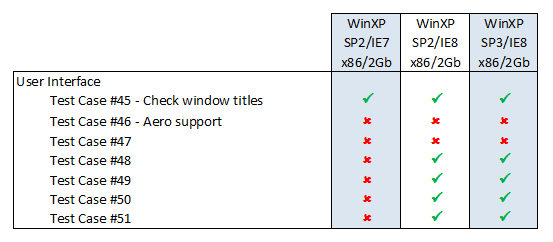 WinXP WinXP WinXP
SP2/IE7 SP2/IE8 SP3/IE8
x86/2Gb x86/2Gb x86/2Gb
User Interface
Test Case #45 - Check window titles ✓ ✓ ✓
Test Case #46 - Aero support ✖ ✖ ✖
Test Case #47 ✖ ✖ ✖
Test Case #48 ✖ ✓ ✓
Test Case #49 ✖ ✓ ✓
Test Case #50 ✖ ✓ ✓
Test Case #51 ✖ ✓ ✓